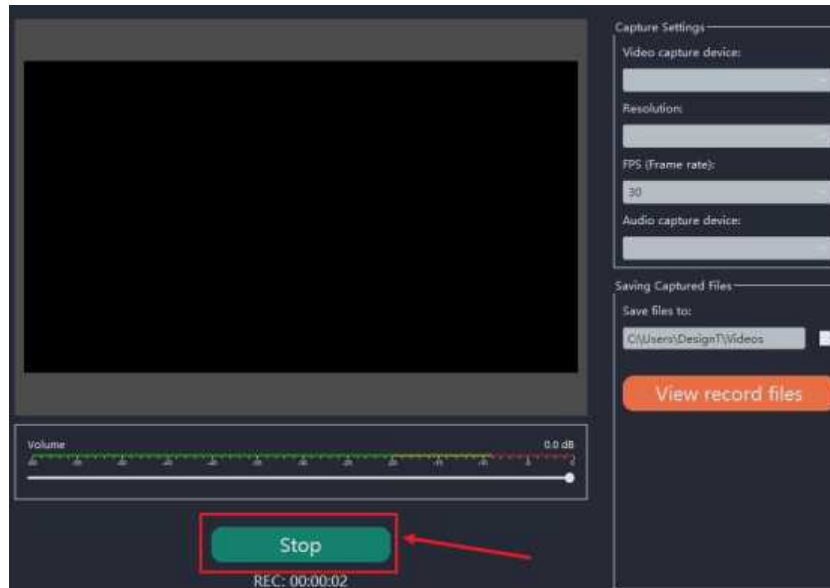 Capture Settings
Video capture device:
Resolution:
FPS (Frame rate):
30
Audio capture device:
Saving Captured Files
Save files to:
C:\Users\DesignT\Videos
View record files
Volume
0.0 dB
Stop
REC: 00:00:02